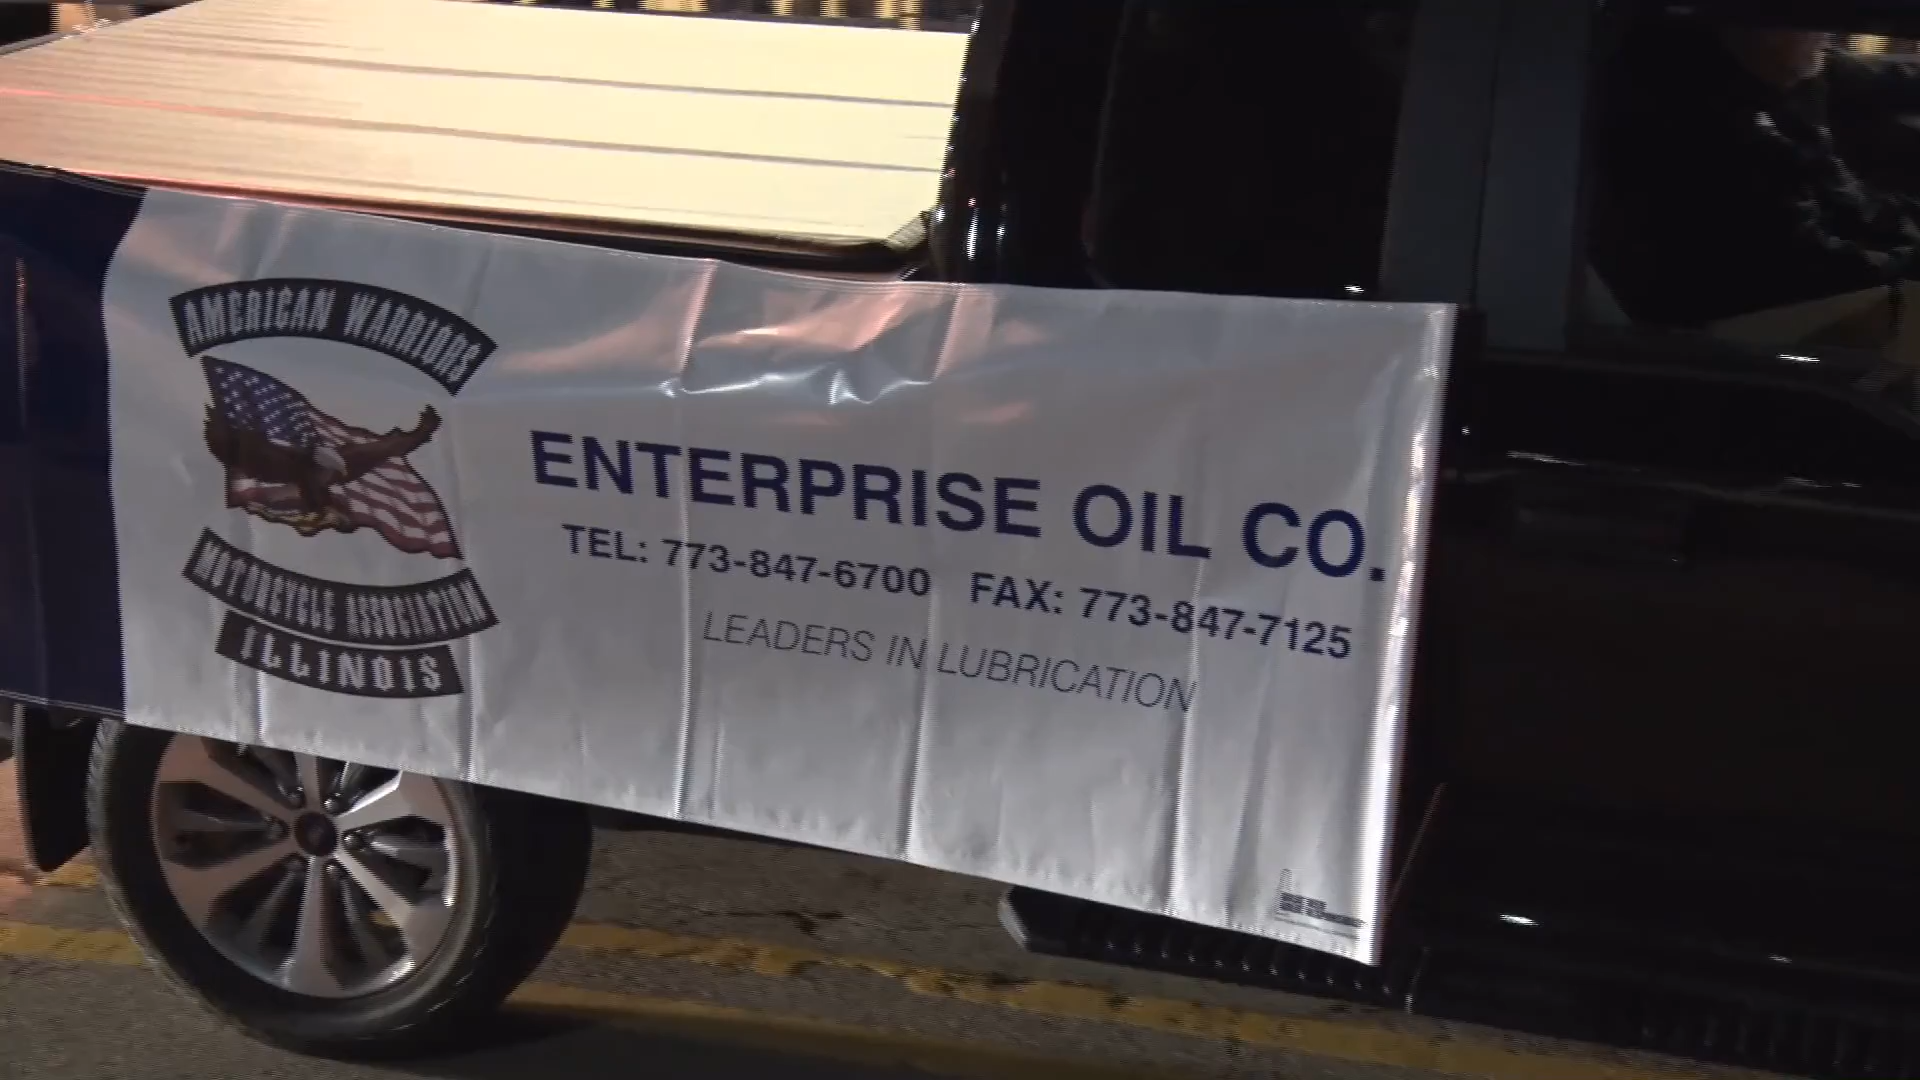 AMERICAN WARRIORS
MOTORCYCLE ASSOCIATION
ILLINOIS
ENTERPRISE OIL CO.
TEL: 773-847-6700 FAX: 773-847-7125
LEADERS IN LUBRICATION